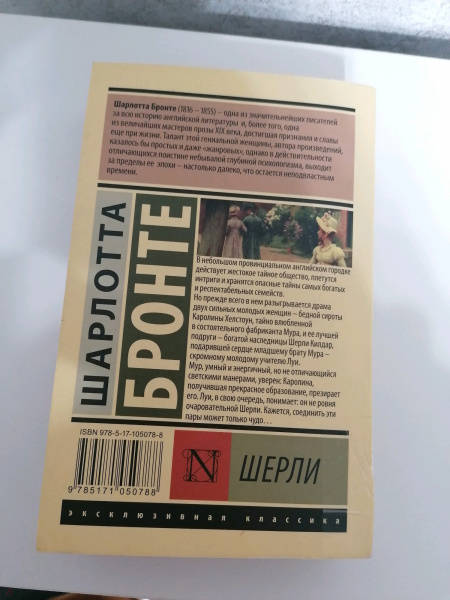 Шарлотта Бронте (1816 – 1855) – одна из значительнейших писателей
за всю историю английской литературы и, более того, одна
из величайших мастеров прозы XIX века, достигшая признания и славы
еще при жизни. Талант этой гениальной женщины, автора произведений,
казалось бы простых и даже «жанровых», однако в действительности
отличающихся поистине небывалой глубиной психологизма, выходит
за пределы ее эпохи – настолько далеко, что остается неподвластным
времени.
ШАРЛОТТА
БРОНТЕ
В небольшом провинциальном английском городке
действует жестокое тайное общество, плетутся
интриги и хранятся опасные тайны самых богатых
и респектабельных семейств.
Но прежде всего в нем разыгрывается драма
двух сильных молодых женщин – бедной сироты
Каролины Хелстоун, тайно влюбленной
в состоятельного фабриканта Мура, и ее лучшей
подруги – богатой наследницы Шерли Килдар,
подарившей сердце младшему брату Мура –
скромному молодому учителю Луи.
Мур, умный и энергичный, но не отличающийся
светскими манерами, уверен: Каролина,
получившая прекрасное образование, презирает
его. Луи, в свою очередь, понимает: он не ровня
очаровательной Шерли. Кажется, соединить эти
пары может только чудо…
ISBN 978-5-17-105078-8
9 785171 050788
N
ШЕРЛИ
эксклюзивная классика